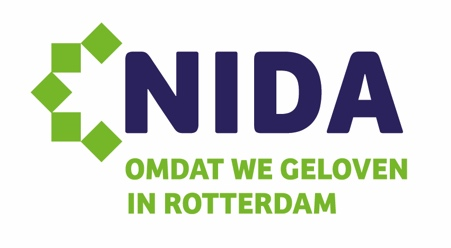 NIDA
OMDAT WE GELOVEN
IN ROTTERDAM